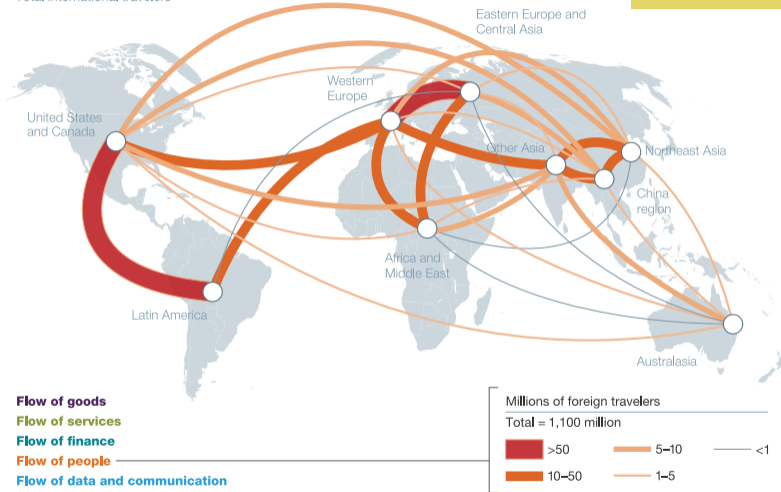 Total international travelers
Eastern Europe and
Central Asia
Western
Europe
United States
and Canada
Other Asia
Northeast Asia
China
region
Africa and
Middle East
Latin America
Australasia
Flow of goods
Flow of services
Flow of finance
Flow of people
Flow of data and communication
Millions of foreign travelers
Total = 1,100 million
>50
5–10
<1
10–50
1–5